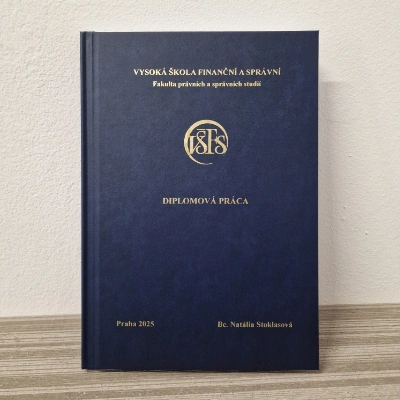 VYSOKÁ ŠKOLA FINANČNÍ A SPRÁVNÍ
Fakulta právních a správních studií
VŠFS
DIPLOMOVÁ PRÁCA
Praha 2025 Bc. Natália Stoklasová